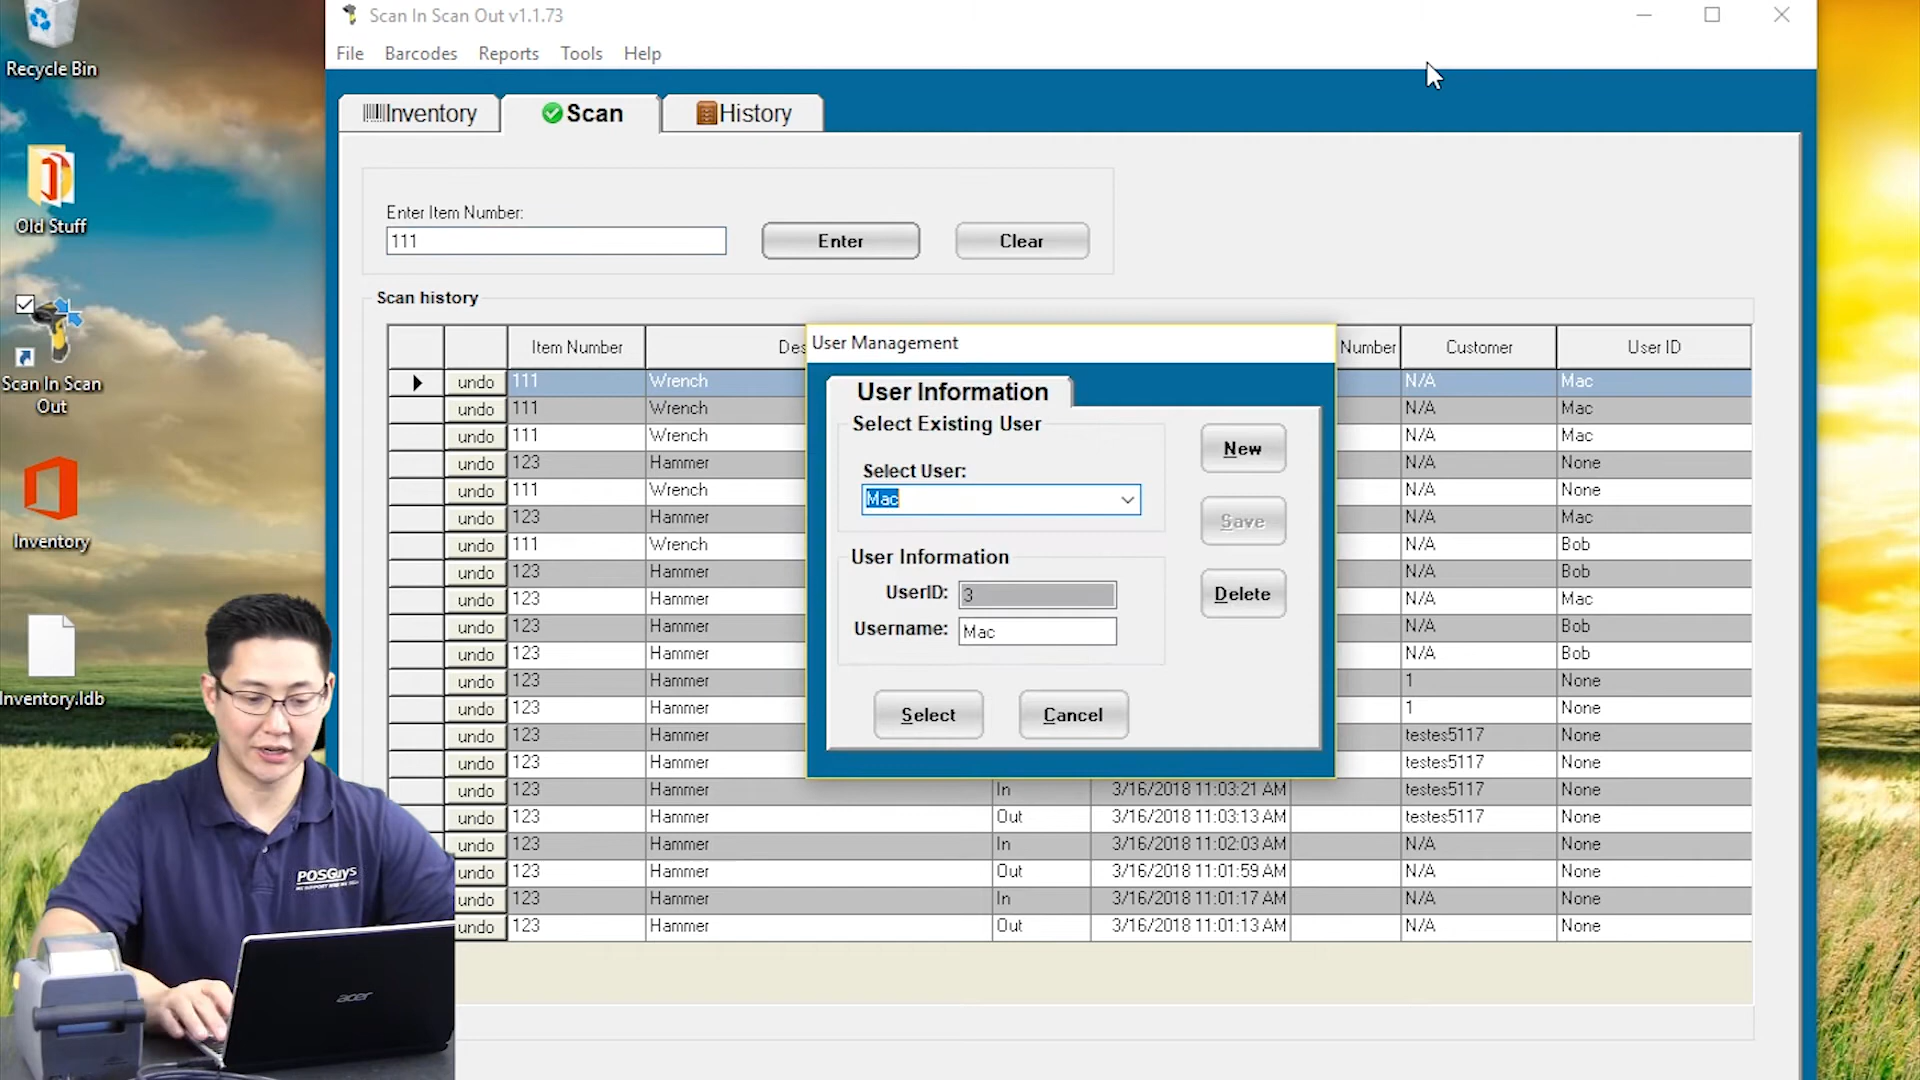 Scan In Scan Out v1.1.73
File Barcodes Reports Tools Help
Recycle Bin
Inventory Scan History
Old Stuff
Enter Item Number:
111 Enter Clear
Scan history
Scan In Scan Out
Item Number Des Number Customer User ID
undo 111 Wrench N/A Mac
undo 111 Wrench N/A Mac
undo 111 Wrench N/A Mac
undo 123 Hammer N/A None
undo 111 Wrench N/A None
undo 123 Hammer N/A Mac
undo 111 Wrench N/A Bob
undo 123 Hammer N/A Bob
undo 123 Hammer N/A Mac
undo 123 Hammer N/A Bob
undo 123 Hammer N/A Bob
undo 123 Hammer 1 None
undo 123 Hammer 1 None
undo 123 Hammer testes5117 None
undo 123 Hammer testes5117 None
undo 123 Hammer In 3/16/2018 11:03:21 AM testes5117 None
undo 123 Hammer Out 3/16/2018 11:03:13 AM testes5117 None
undo 123 Hammer In 3/16/2018 11:02:03 AM N/A None
undo 123 Hammer Out 3/16/2018 11:01:59 AM N/A None
undo 123 Hammer In 3/16/2018 11:01:17 AM N/A None
undo 123 Hammer Out 3/16/2018 11:01:13 AM N/A None
User Management
User Information
Select Existing User
Select User:
Mac
User Information
UserID: 3
Username: Mac
New
Save
Delete
Select Cancel
Inventory
Inventory.ldb
POSGuys
acer